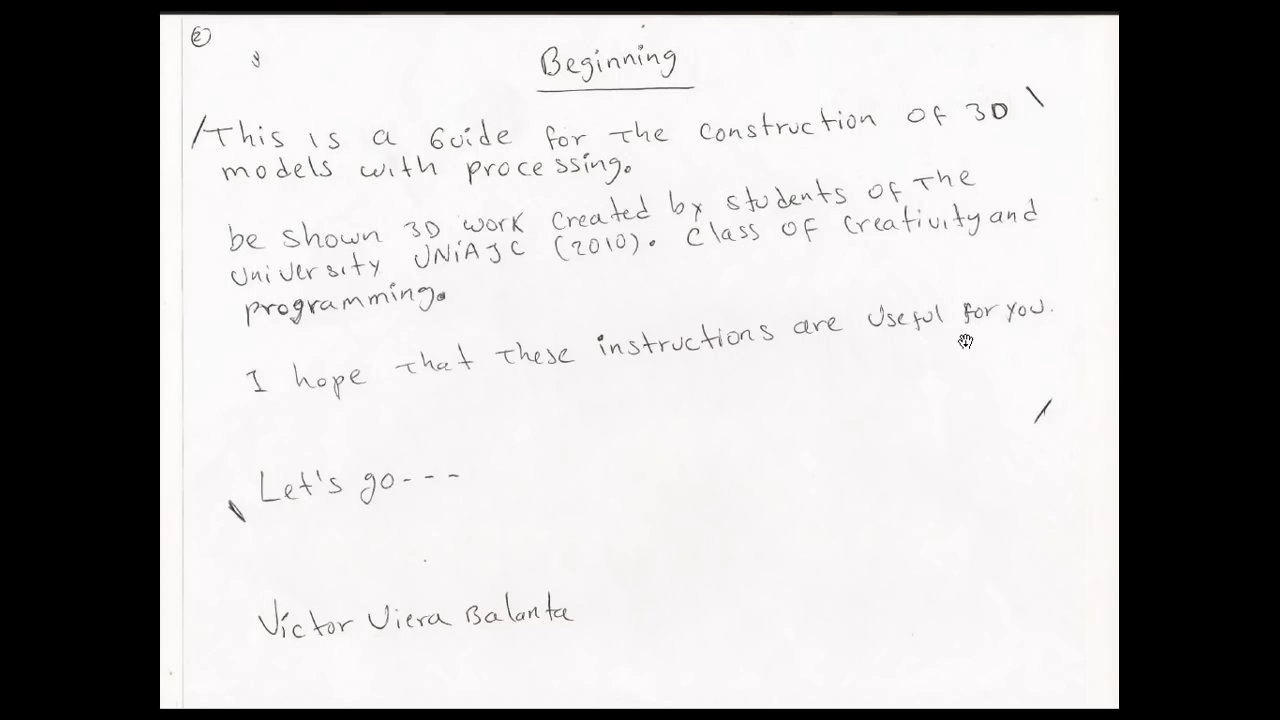 2
Beginning
This is a Guide for the construction of 3D
models with processing.
be shown 3D work created by students of the
University UNIAJC (2010). Class of Creativity and
programming.
I hope that these instructions are useful for you.
Let's go---
Víctor Viera Balanta